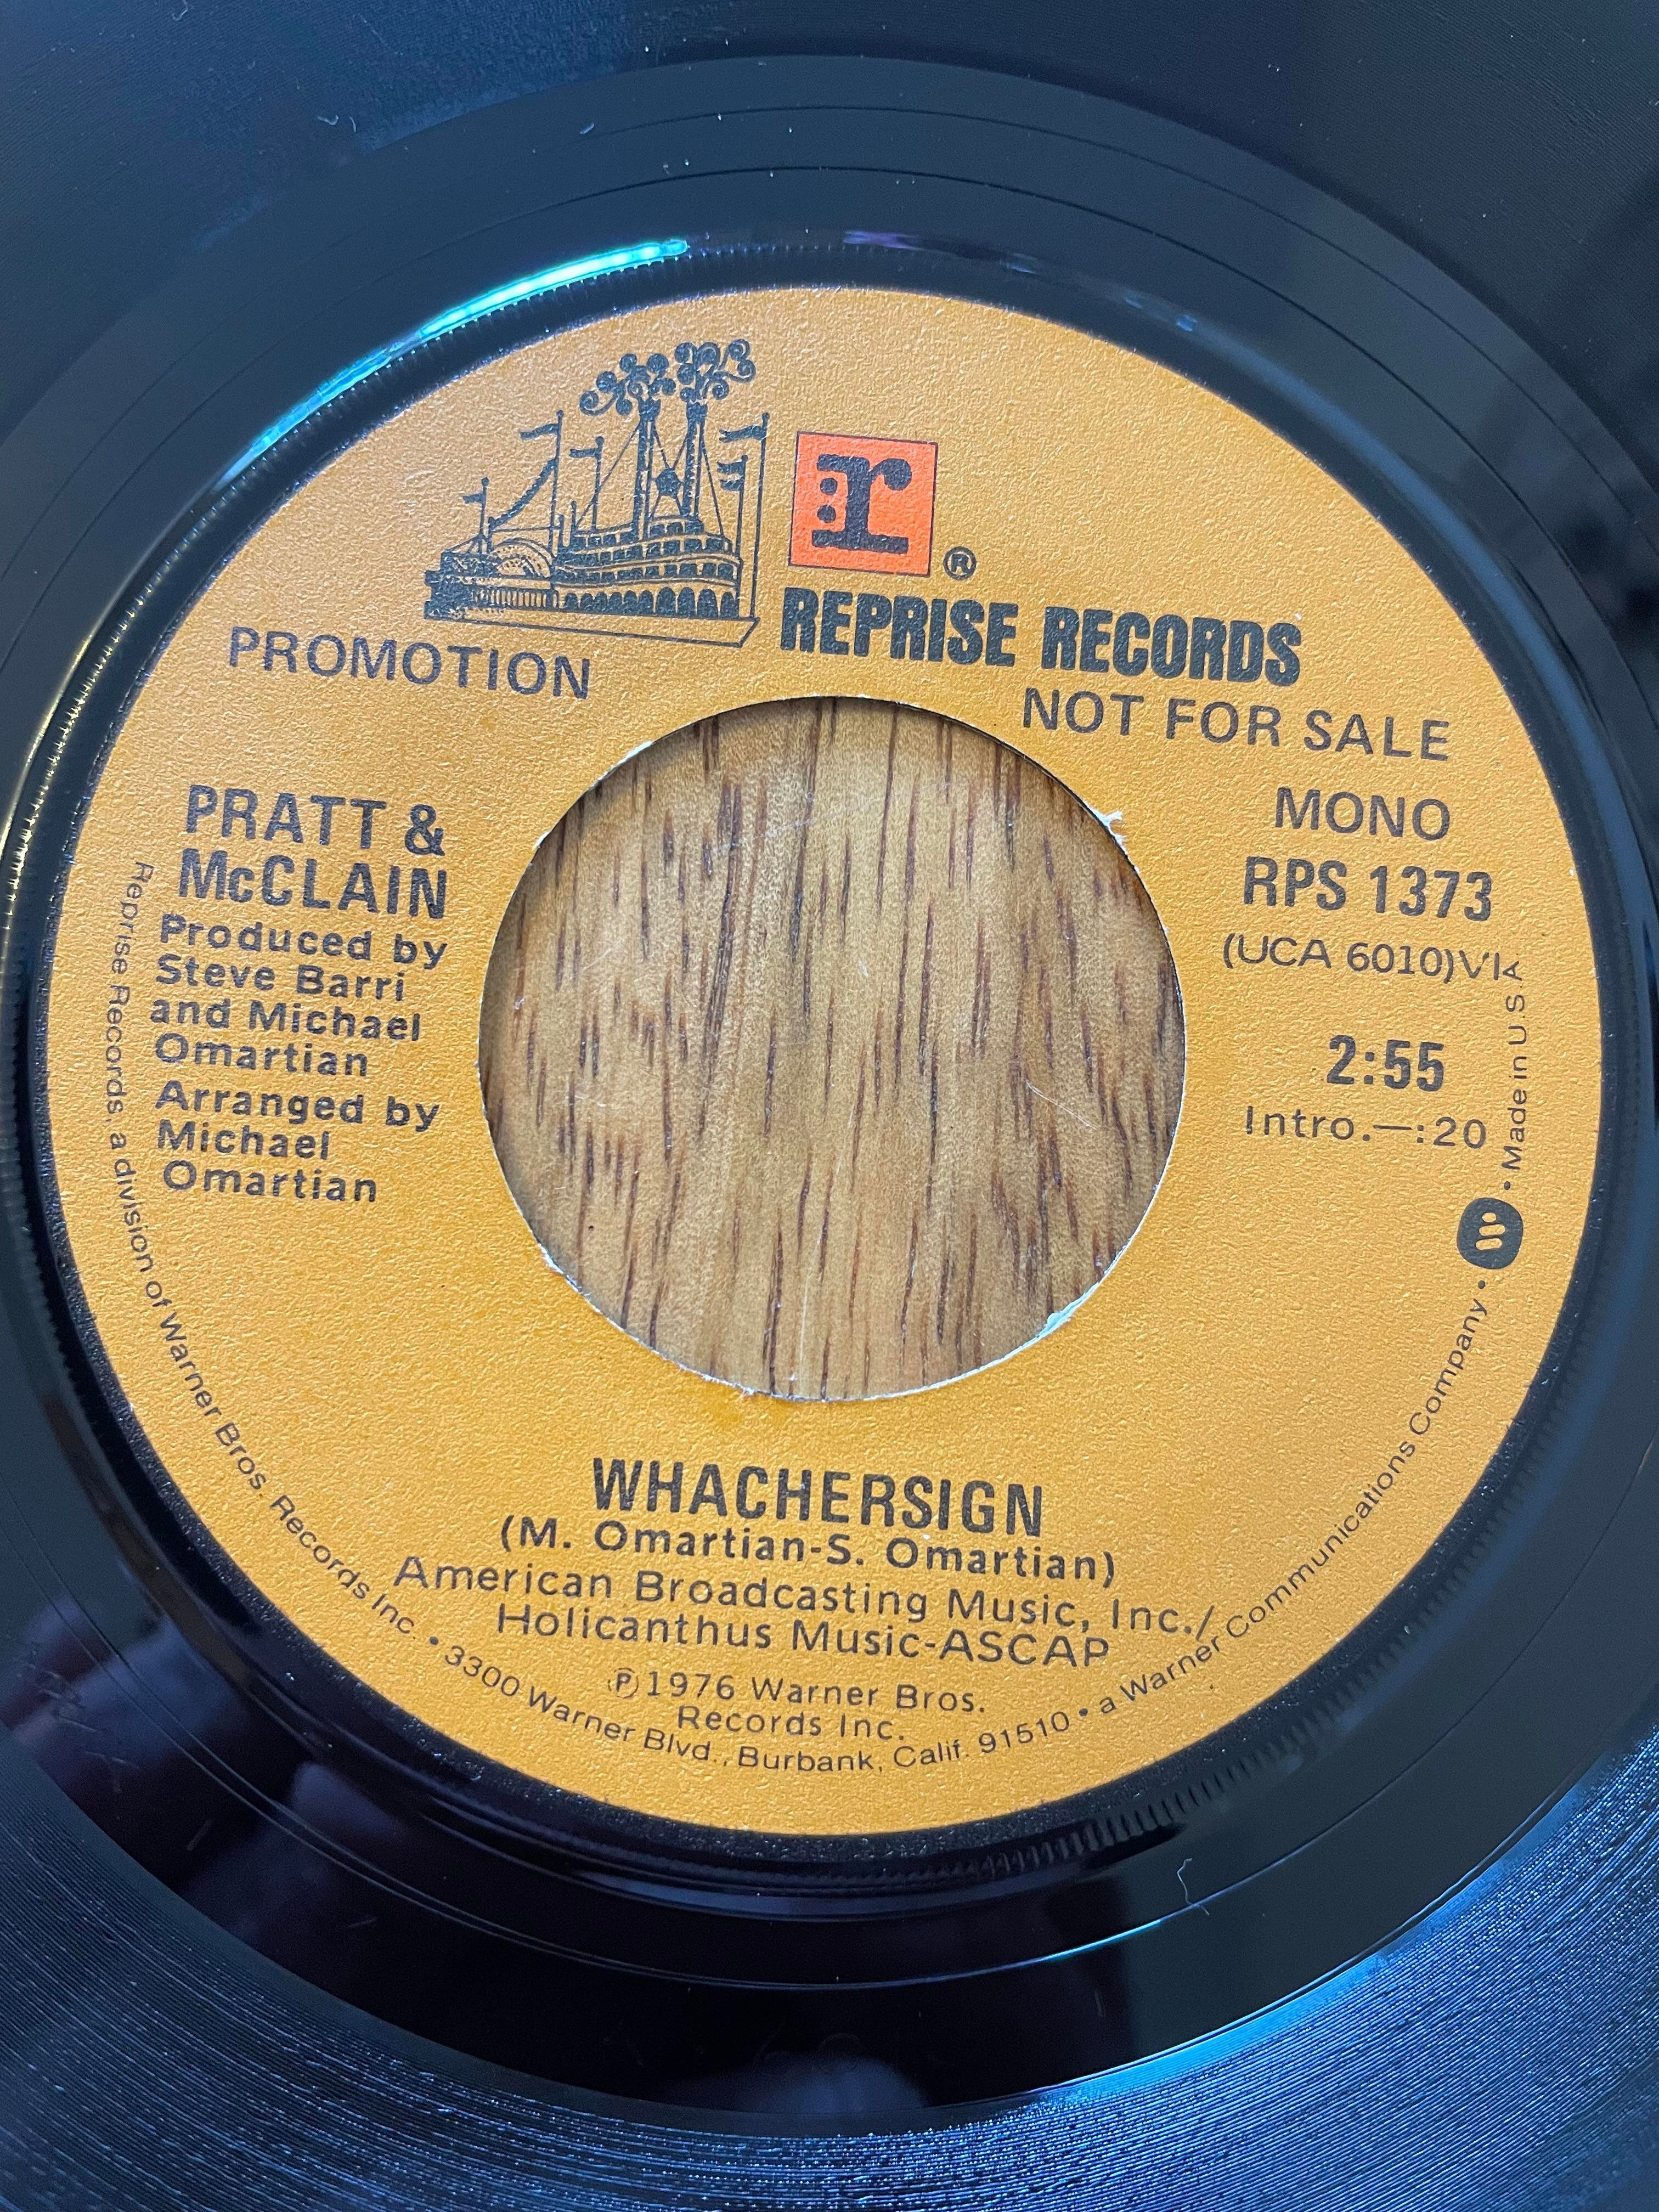 r
®
REPRISE RECORDS
PROMOTION
NOT FOR SALE
PRATT &
McCLAIN
Produced by
Steve Barri
and Michael
Omartian
Arranged by
Michael
Omartian
MONO
RPS 1373
(UCA 6010)
2:55
Intro.—:20
WHACHERSIGN
(M. Omartian-S. Omartian)
American Broadcasting Music, Inc./
Holicanthus Music-ASCAP
℗1976 Warner Bros.
Records Inc.
Reprise Records, a division of Warner Bros. Records Inc. • 3300 Warner Blvd., Burbank, Calif. 91510 • a Warner Communications Company • W • Made in U.S.A